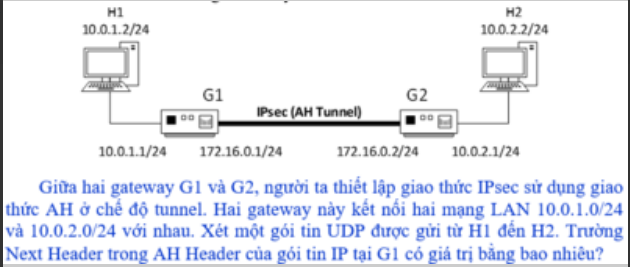 H1
H2
10.0.1.2/24
10.0.2.2/24
G1
G2
IPsec (AH Tunnel)
10.0.1.1/24
172.16.0.1/24
172.16.0.2/24
10.0.2.1/24
Giữa hai gateway G1 và G2, người ta thiết lập giao thức IPsec sử dụng giao
thức AH ở chế độ tunnel. Hai gateway này kết nối hai mạng LAN 10.0.1.0/24
và 10.0.2.0/24 với nhau. Xét một gói tin UDP được gửi từ H1 đến H2. Trường
Next Header trong AH Header của gói tin IP tại G1 có giá trị bằng bao nhiêu?